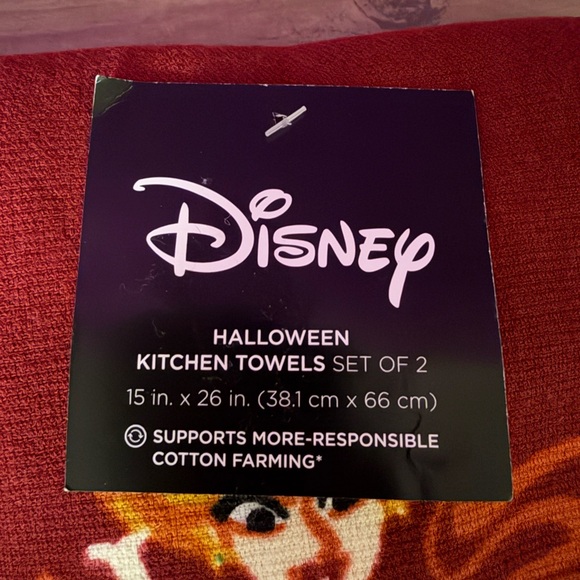 Disney
HALLOWEEN
KITCHEN TOWELS SET OF 2
15 in. x 26 in. (38.1 cm x 66 cm)
SUPPORTS MORE-RESPONSIBLE
COTTON FARMING*